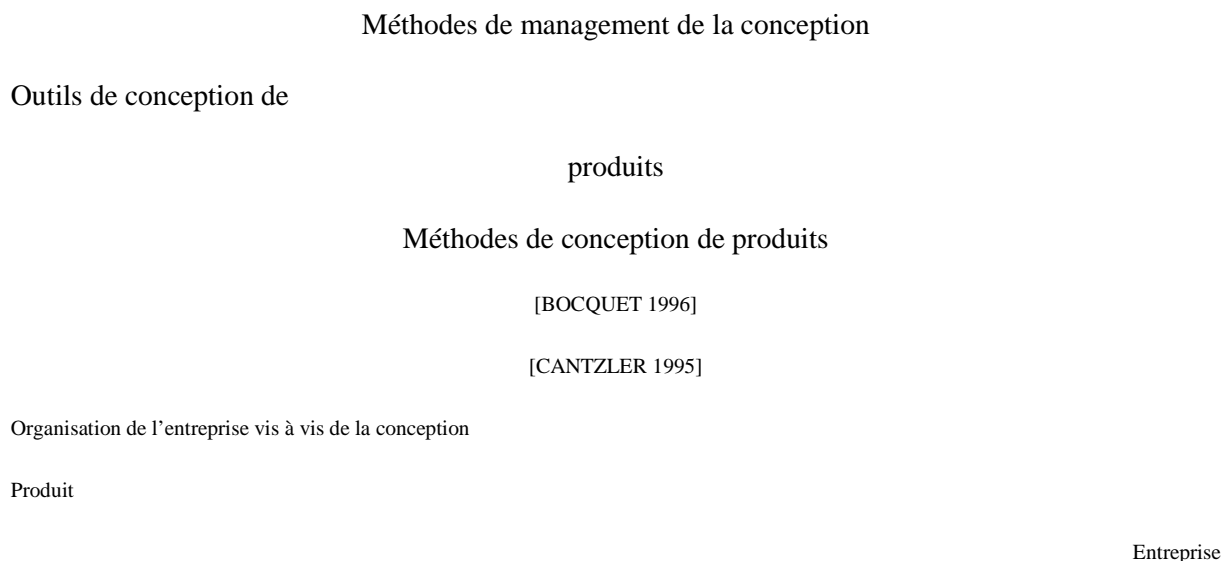 Méthodes de management de la conception
Outils de conception de
produits
Méthodes de conception de produits
[BOCQUET 1996]
[CANTZLER 1995]
Organisation de l’entreprise vis à vis de la conception
Produit
Entreprise